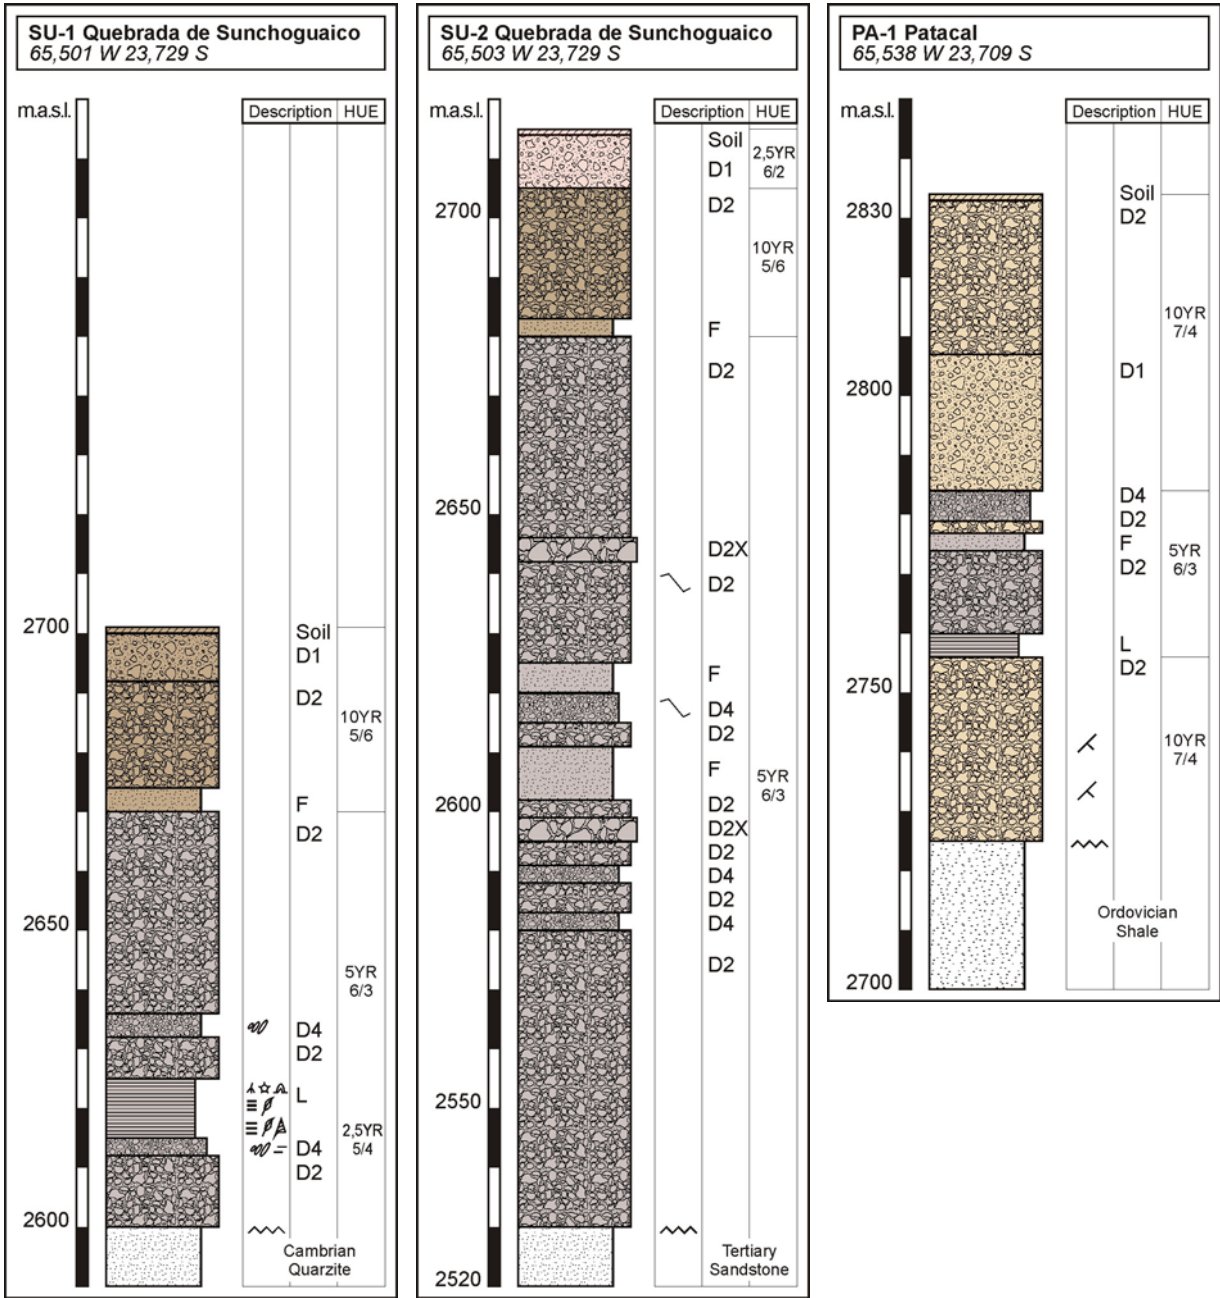 SU-1 Quebrada de Sunchoguaico
65,501 W 23,729 S
m.a.s.l.
Description HUE
Soil
D1
D2
10YR
5/6
F
D2
5YR
6/3
D4
D2
L
2,5YR
5/4
D4
D2
Cambrian
Quarzite
2700
2650
2600
SU-2 Quebrada de Sunchoguaico
65,503 W 23,729 S
m.a.s.l.
Description HUE
Soil
D1
2,5YR
6/2
D2
10YR
5/6
F
D2
D2X
D2
F
D4
D2
F
5YR
6/3
D2
D2X
D2
D4
D2
D4
D2
Tertiary
Sandstone
2700
2650
2600
2550
2520
PA-1 Patacal
65,538 W 23,709 S
m.a.s.l.
Description HUE
Soil
D2
10YR
7/4
D1
D4
D2
F
D2
5YR
6/3
L
D2
10YR
7/4
Ordovician
Shale
2830
2800
2750
2700